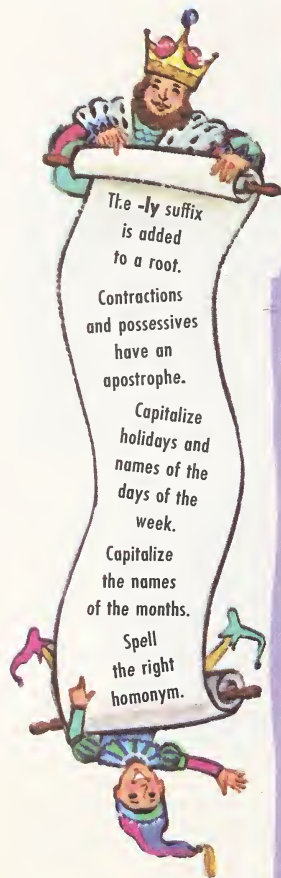 The -ly suffix
is added
to a root.
Contractions
and possessives
have an
apostrophe.
Capitalize
holidays and
names of the
days of the
week.
Capitalize
the names
of the months.
Spell
the right
homonym.